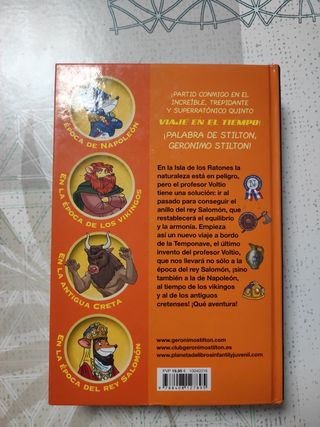 ¡PARTID CONMIGO EN EL
INCREÍBLE, TREPIDANTE
Y SUPERRATÓNICO QUINTO
VIAJE EN EL TIEMPO!
¡PALABRA DE STILTON,
GERONIMO STILTON!
EN LA ÉPOCA DE NAPOLEÓN
EN LA ÉPOCA DE LOS VIKINGOS
EN LA ANTIGUA CRETA
EN LA ÉPOCA DEL REY SALOMÓN
En la Isla de los Ratones la
naturaleza está en peligro,
pero el profesor Voltio
tiene una solución: ir al
pasado para conseguir el
anillo del rey Salomón, que
restablecerá el equilibrio
y la armonía. Empieza
así un nuevo viaje a bordo
de la Temponave, el último
invento del profesor Voltio,
que nos llevará no sólo a la
época del rey Salomón, ¡sino
también a la de Napoleón,
al tiempo de los vikingos
y al de los antiguos
cretenses! ¡Qué aventura!
www.geronimostilton.com
www.clubgeronimostilton.es
www.planetadelibrosinfantilyjuvenil.com